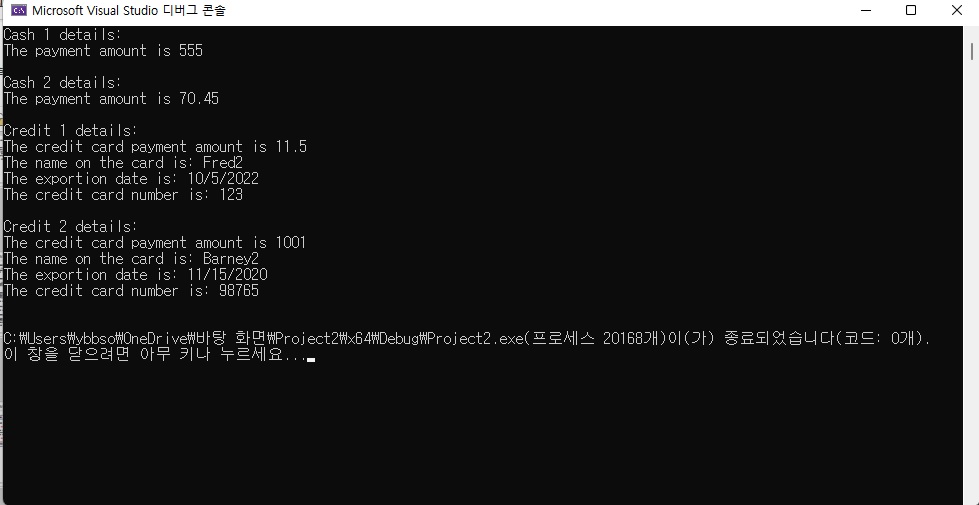 Microsoft Visual Studio 디버그 콘솔
Cash 1 details:
The payment amount is 555
Cash 2 details:
The payment amount is 70.45
Credit 1 details:
The credit card payment amount is 11.5
The name on the card is: Fred2
The exportion date is: 10/5/2022
The credit card number is: 123
Credit 2 details:
The credit card payment amount is 1001
The name on the card is: Barney2
The exportion date is: 11/15/2020
The credit card number is: 98765
C:₩Users₩ybbso₩OneDrive₩바탕 화면₩Project2₩x64₩Debug₩Project2.exe(프로세스 20168개)이(가) 종료되었습니다(코드: 0개).
이 창을 닫으려면 아무 키나 누르세요...